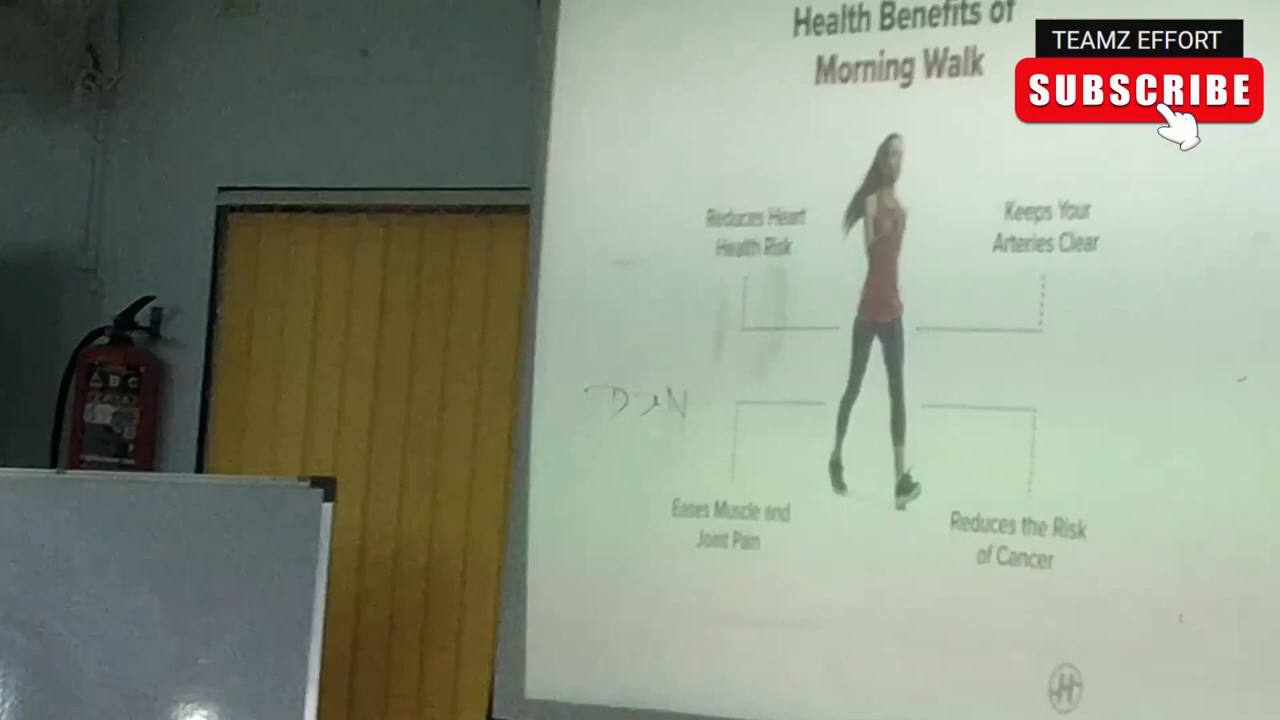 Health Benefits of
Morning Walk
TEAMZ EFFORT
SUBSCRIBE
Reduces Heart
Health Risk
Keeps Your
Arteries Clear
A B C
Eases Muscle and
Joint Pain
Reduces the Risk
of Cancer
H